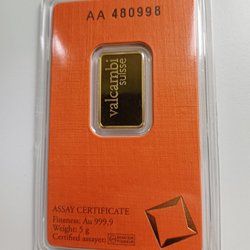 AA 480998
valcambi
suisse
ASSAY CERTIFICATE
Fineness: Au 999,9
Weight: 5 g
Certified assayer: